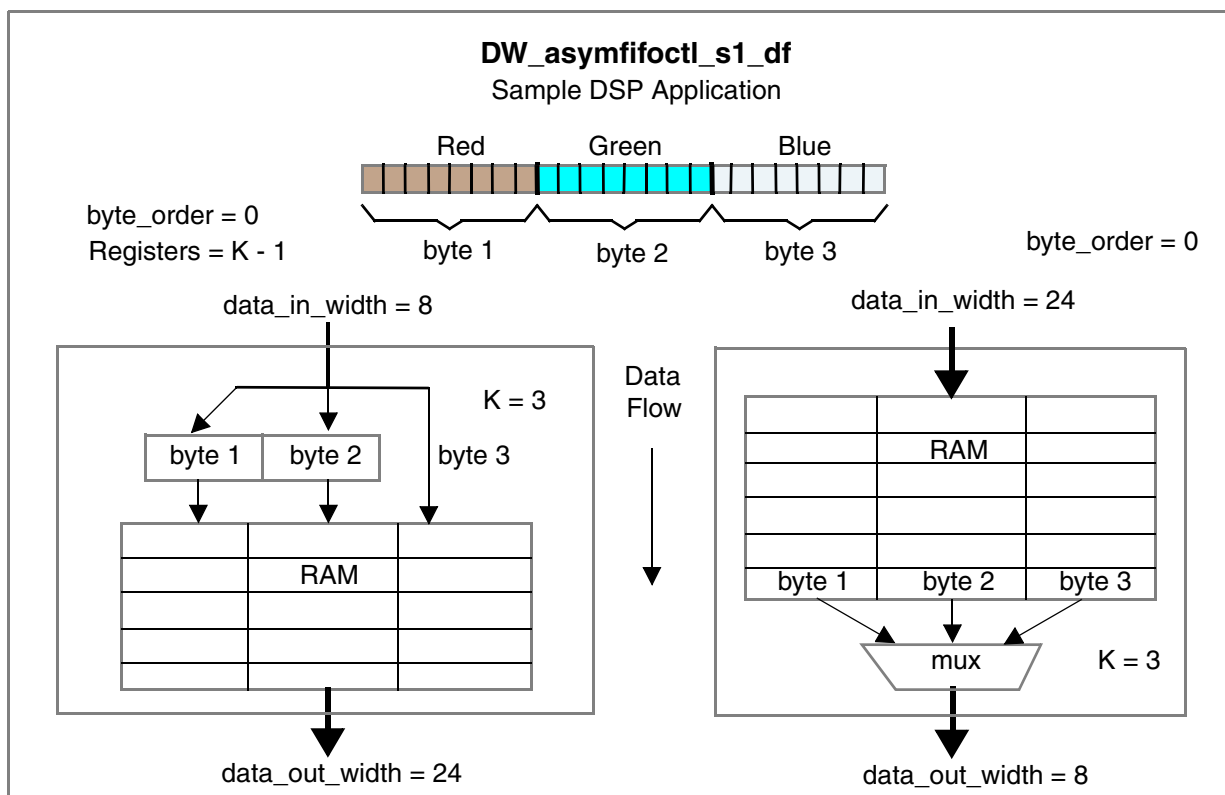 DW_asymfifoctl_s1_df
Sample DSP Application
Red Green Blue
byte_order = 0
Registers = K - 1
byte 1 byte 2 byte 3
byte_order = 0
data_in_width = 8
data_in_width = 24
Data
Flow
K = 3
byte 1 byte 2 byte 3
RAM
data_out_width = 24
RAM
byte 1 byte 2 byte 3
mux
K = 3
data_out_width = 8